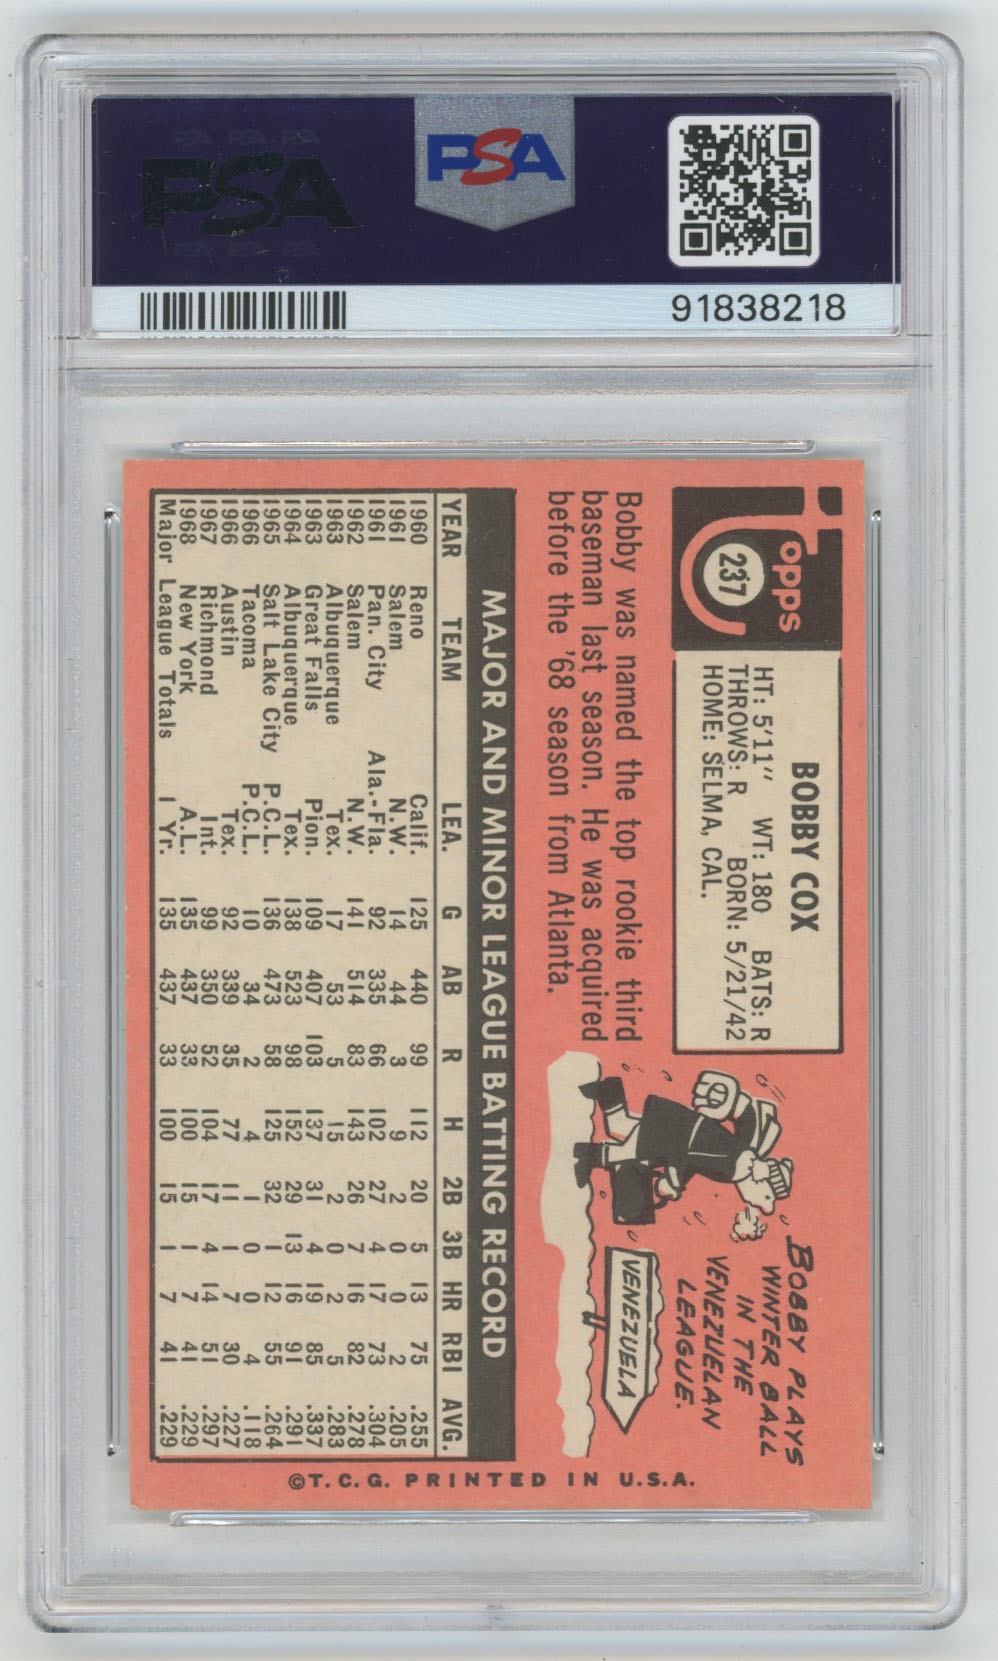 PSA PSA PSA
PSA
PSA PSA PSA
PSA
91838218
Topps
237
BOBBY COX
HT: 5'11" WT: 180 BATS: R
THROWS: R BORN: 5/21/42
HOME: SELMA, CAL.
Bobby was named the top rookie third
baseman last season. He was acquired
before the '68 season from Atlanta.
BOBBY PLAYS
WINTER BALL
IN THE
VENEZUELAN
LEAGUE.
VENEZUELA
MAJOR AND MINOR LEAGUE BATTING RECORD
YEAR TEAM LEA. G AB R H 2B 3B HR RBI AVG.
1960 Reno Calif. 125 440 99 112 20 5 13 75 .255
1961 Salem N.W. 14 44 3 9 2 0 0 2 .205
1961 Pan. City Ala.-Fla. 92 335 66 102 27 4 17 73 .304
1962 Salem N.W. 141 514 83 143 26 7 16 82 .278
1963 Albuquerque Tex. 17 53 5 15 2 0 2 5 .283
1963 Great Falls Pion. 109 407 103 137 31 4 19 85 .337
1964 Albuquerque Tex. 138 523 98 152 29 13 16 91 .291
1965 Salt Lake City P.C.L. 136 473 58 125 32 1 12 55 .264
1966 Tacoma P.C.L. 10 34 2 4 1 0 0 4 .118
1966 Austin Tex. 92 339 35 77 11 1 7 30 .227
1967 Richmond Int. 99 350 52 104 17 4 14 51 .297
1968 New York A.L. 135 437 33 100 15 1 7 41 .229
Major League Totals 1 Yr. 135 437 33 100 15 1 7 41 .229
©T.C.G. PRINTED IN U.S.A.